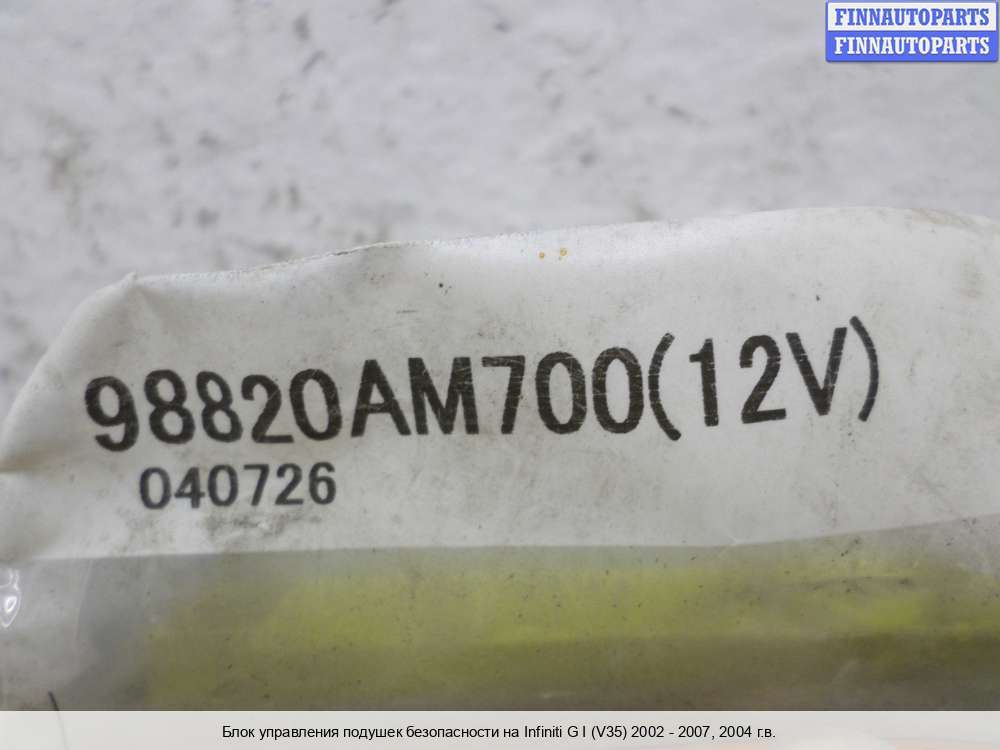 FINNAUTOPARTS
FINNAUTOPARTS
98820AM700(12V)
040726
Блок управления подушек безопасности на Infiniti G I (V35) 2002 - 2007, 2004 г.в.